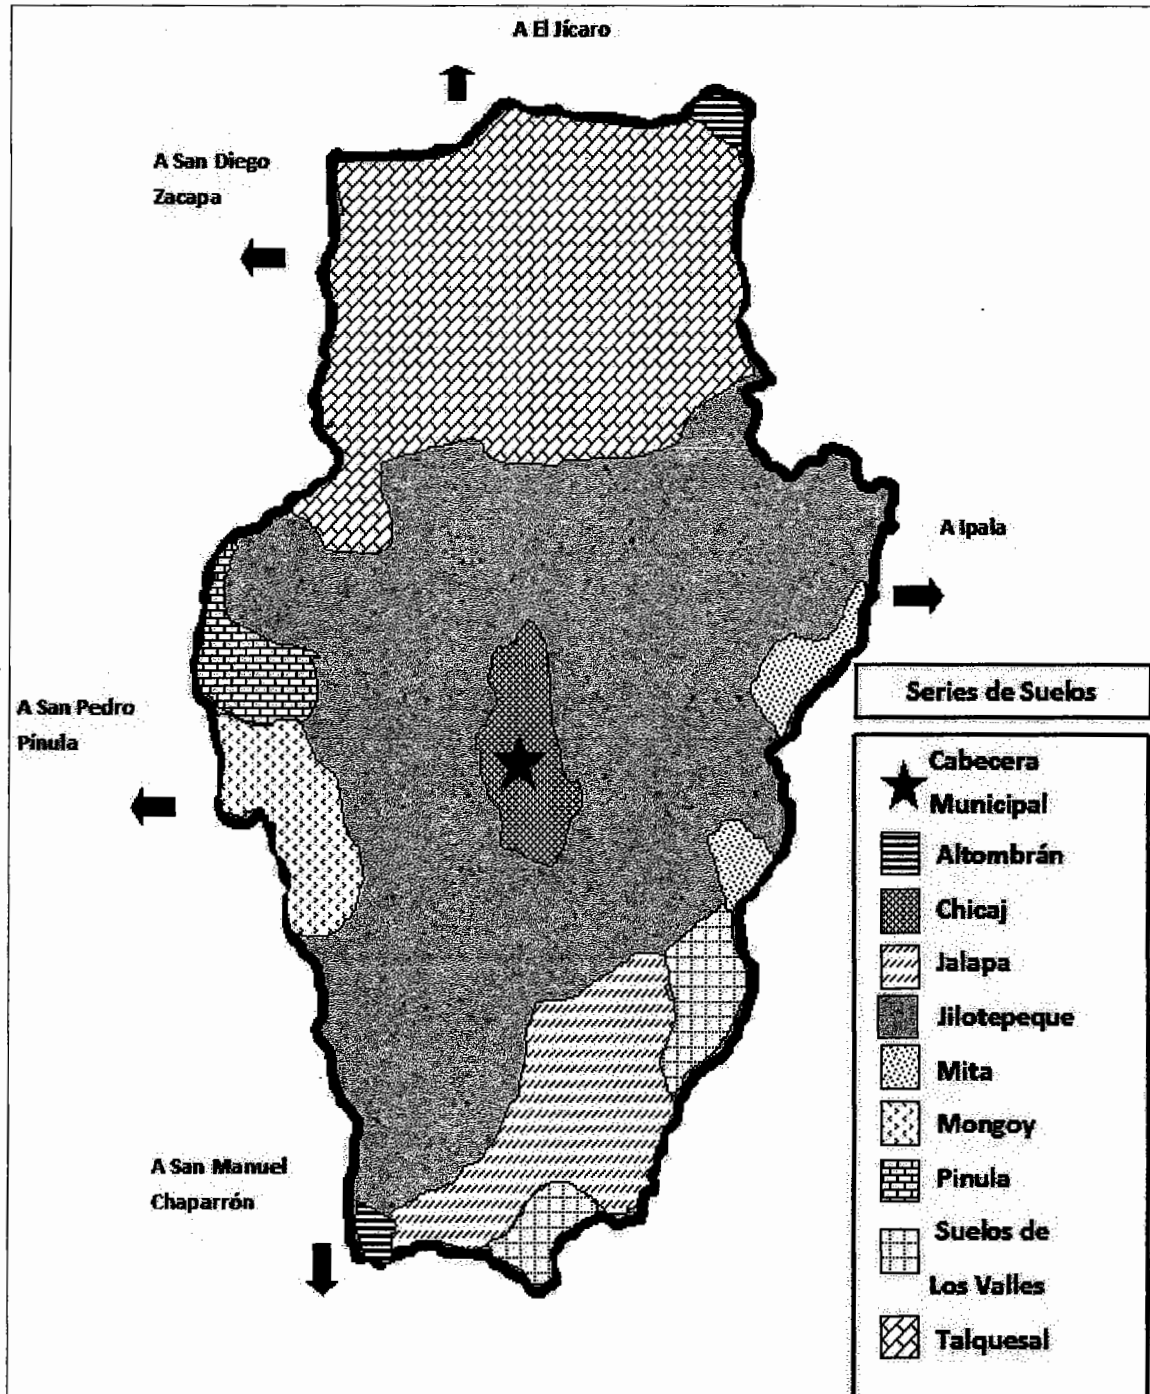 A El Jícaro
A San Diego
Zacapa
A Ipala
A San Pedro
Pinula
A San Manuel
Chaparrón
Series de Suelos
Cabecera
Municipal
Altombrán
Chicaj
Jalapa
Jilotepeque
Mita
Mongoy
Pinula
Suelos de
Los Valles
Talquesal